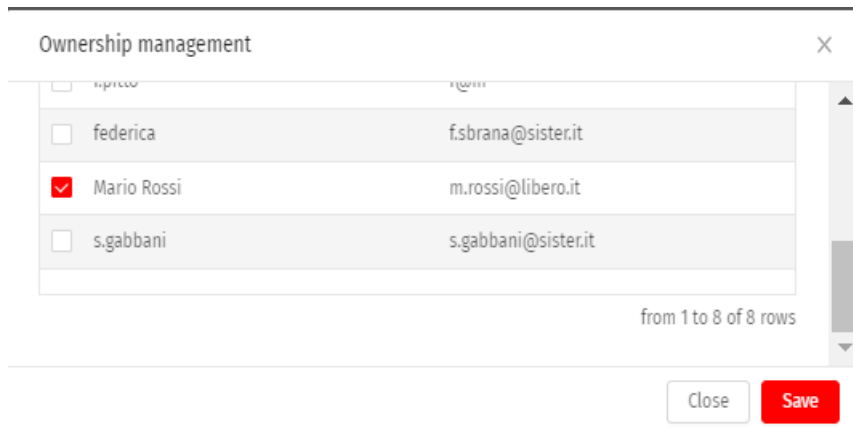 Ownership management
federica f.sbrana@sister.it
Mario Rossi m.rossi@libero.it
s.gabbani s.gabbani@sister.it
from 1 to 8 of 8 rows
Close Save